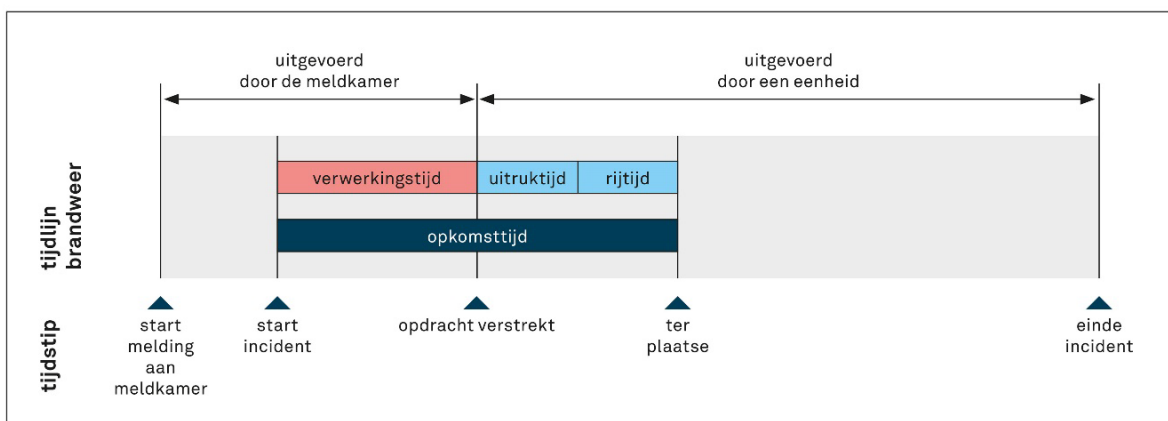 uitgevoerd
door de meldkamer
uitgevoerd
door een eenheid
tijdlijn
brandweer
verwerkingstijd
uitruktijd
rijtijd
opkomsttijd
tijdstip
start
melding
aan
meldkamer
start
incident
opdracht verstrekt
ter
plaatse
einde
incident